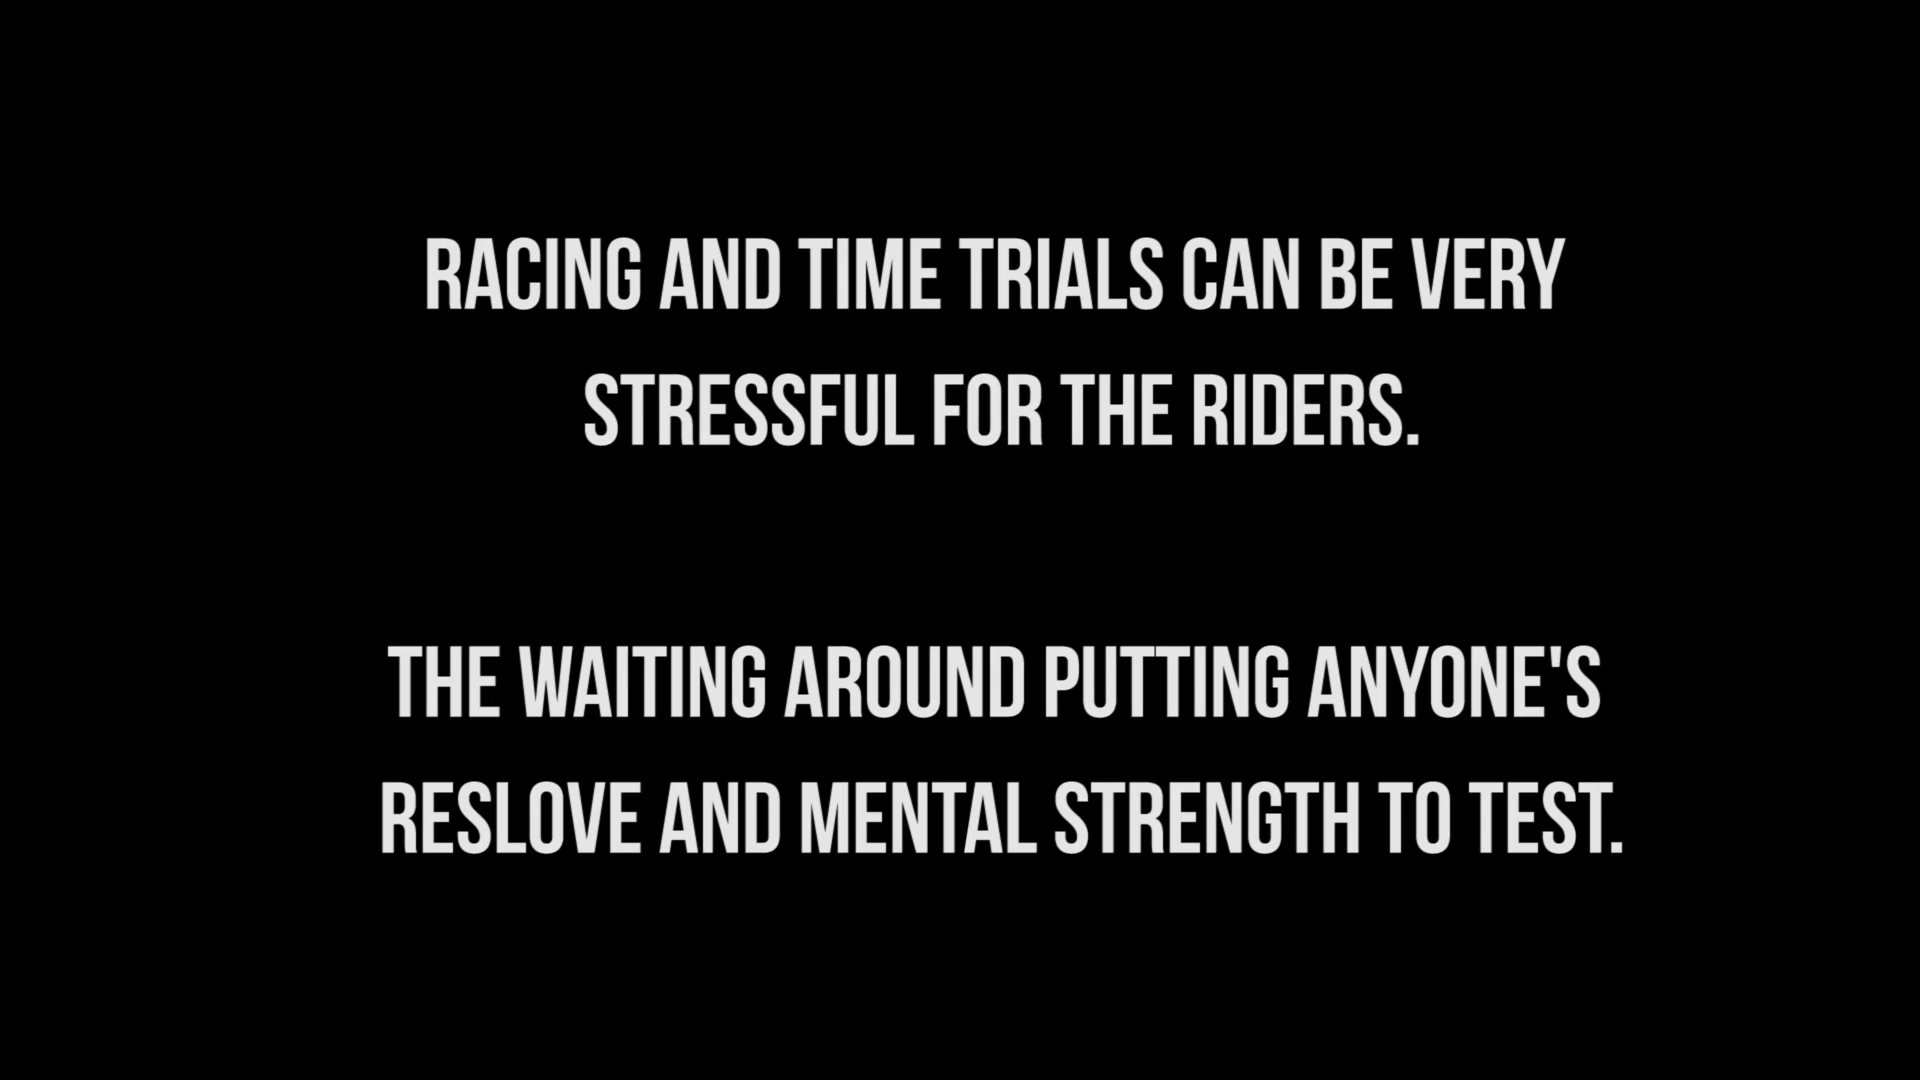 RACING AND TIME TRIALS CAN BE VERY
STRESSFUL FOR THE RIDERS.
THE WAITING AROUND PUTTING ANYONE'S
RESLOVE AND MENTAL STRENGTH TO TEST.